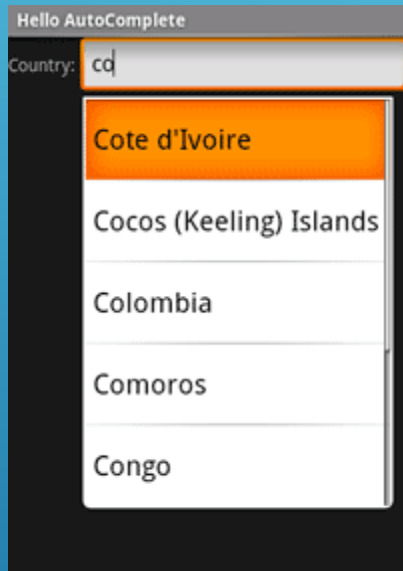 Hello AutoComplete
Country: co
Cote d'Ivoire
Cocos (Keeling) Islands
Colombia
Comoros
Congo